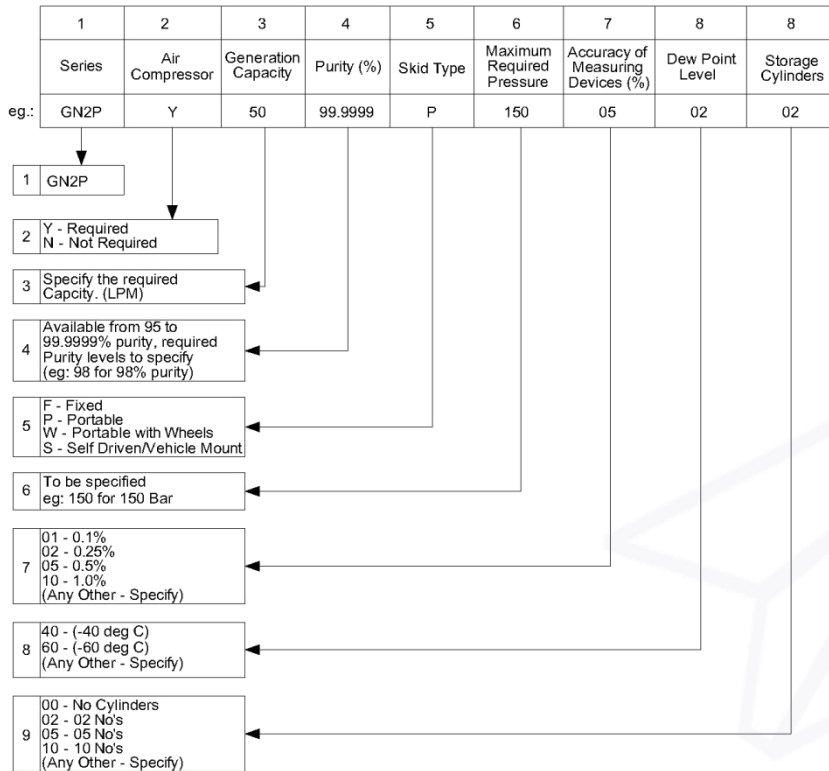 1 2 3 4 5 6 7 8 8
Series Air Compressor Generation Capacity Purity (%) Skid Type Maximum Required Pressure Accuracy of Measuring Devices (%) Dew Point Level Storage Cylinders
eg.: GN2P Y 50 99.9999 P 150 05 02 02
1 GN2P
2 Y - Required
N - Not Required
3 Specify the required
Capcity. (LPM)
4 Available from 95 to
99.9999% purity, required
Purity levels to specify
(eg: 98 for 98% purity)
5 F - Fixed
P - Portable
W - Portable with Wheels
S - Self Driven/Vehicle Mount
6 To be specified
eg: 150 for 150 Bar
7 01 - 0.1%
02 - 0.25%
05 - 0.5%
10 - 1.0%
(Any Other - Specify)
8 40 - (-40 deg C)
60 - (-60 deg C)
(Any Other - Specify)
9 00 - No Cylinders
02 - 02 No's
05 - 05 No's
10 - 10 No's
(Any Other - Specify)